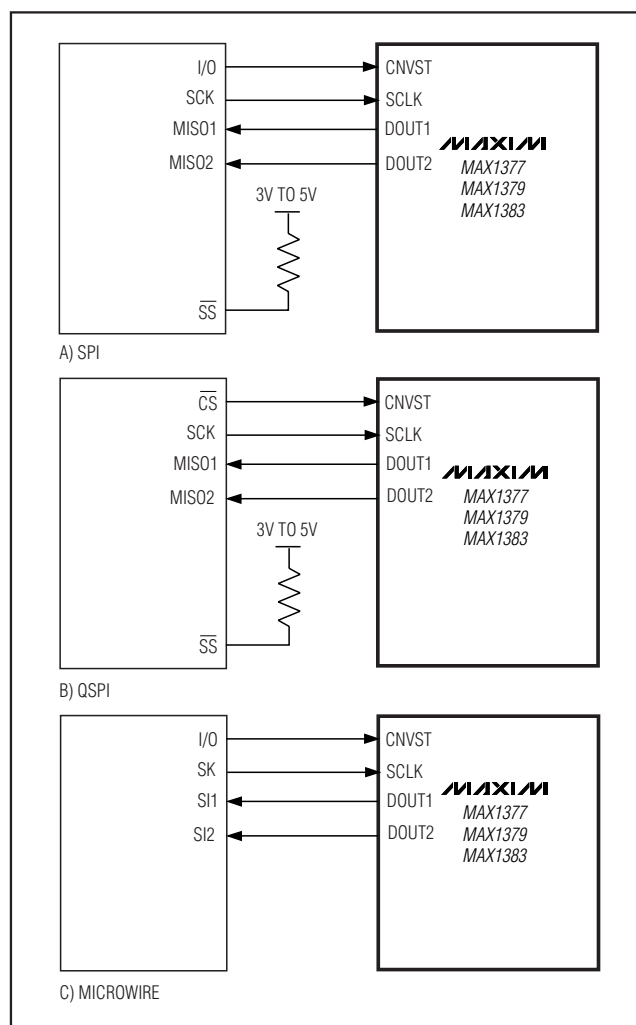 I/O CNVST
SCK SCLK
MISO1 DOUT1
MISO2 DOUT2
MAXIM
MAX1377
MAX1379
MAX1383
3V TO 5V
SS
A) SPI
CS CNVST
SCK SCLK
MISO1 DOUT1
MISO2 DOUT2
MAXIM
MAX1377
MAX1379
MAX1383
3V TO 5V
SS
B) QSPI
I/O CNVST
SK SCLK
SI1 DOUT1
SI2 DOUT2
MAXIM
MAX1377
MAX1379
MAX1383
C) MICROWIRE